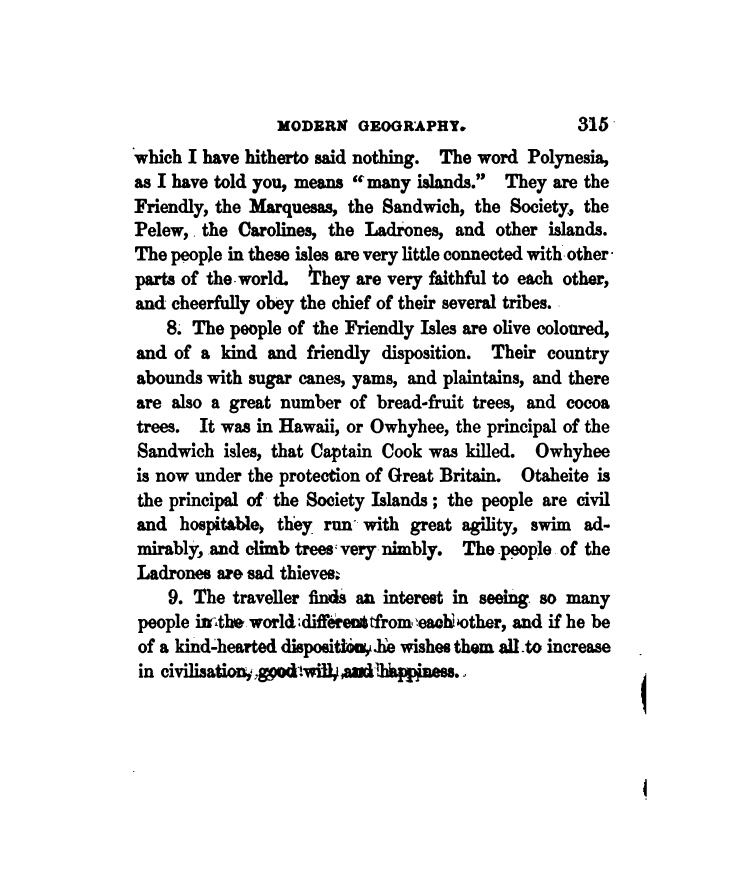 MODERN GEOGRAPHY. 315
which I have hitherto said nothing. The word Polynesia,
as I have told you, means “many islands.” They are the
Friendly, the Marquesas, the Sandwich, the Society, the
Pelew, the Carolines, the Ladrones, and other islands.
The people in these isles are very little connected with other
parts of the world. They are very faithful to each other,
and cheerfully obey the chief of their several tribes.
8. The people of the Friendly Isles are olive coloured,
and of a kind and friendly disposition. Their country
abounds with sugar canes, yams, and plaintains, and there
are also a great number of bread-fruit trees, and cocoa
trees. It was in Hawaii, or Owhyhee, the principal of the
Sandwich isles, that Captain Cook was killed. Owhyhee
is now under the protection of Great Britain. Otaheite is
the principal of the Society Islands; the people are civil
and hospitable, they run with great agility, swim ad-
mirably, and climb trees very nimbly. The people of the
Ladrones are sad thieves.
9. The traveller finds an interest in seeing so many
people in the world different from each other, and if he be
of a kind-hearted disposition, he wishes them all to increase
in civilisation, good will, and happiness.